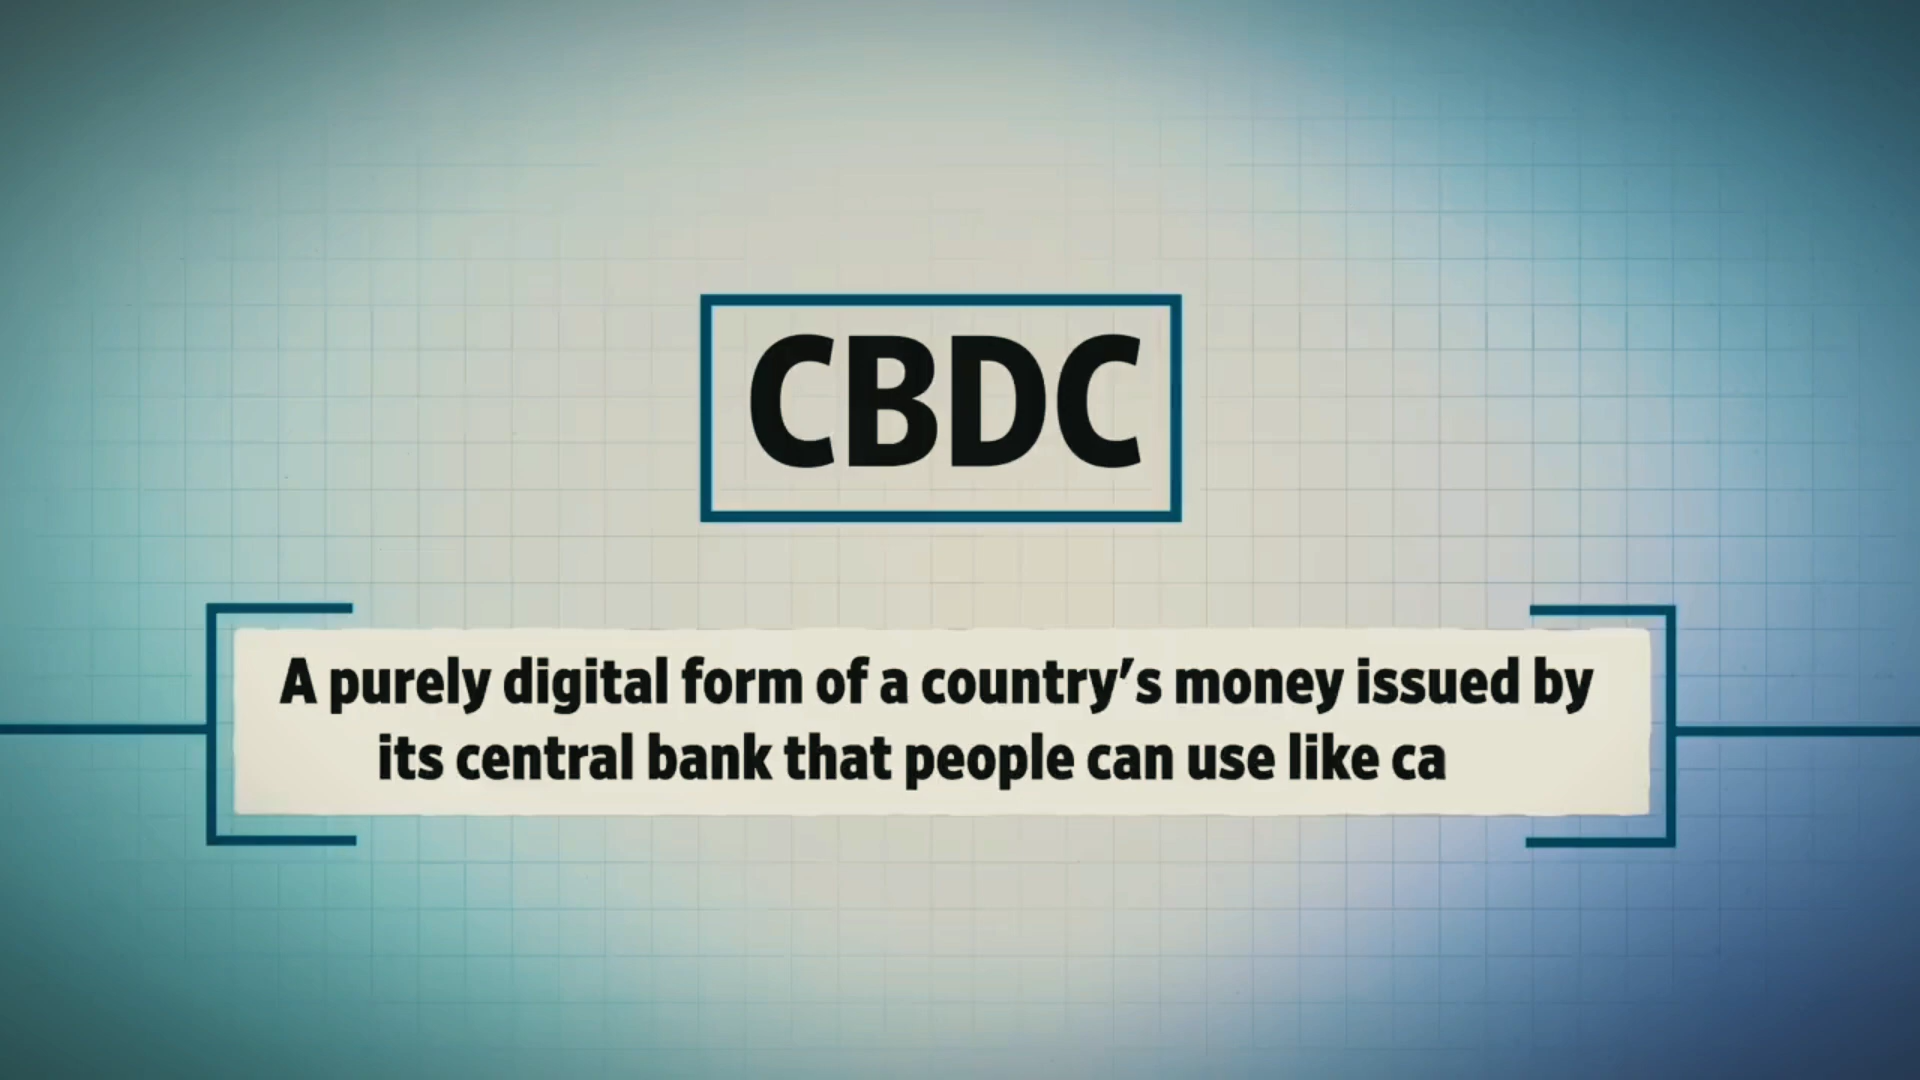 CBDC
A purely digital form of a country’s money issued by
its central bank that people can use like ca